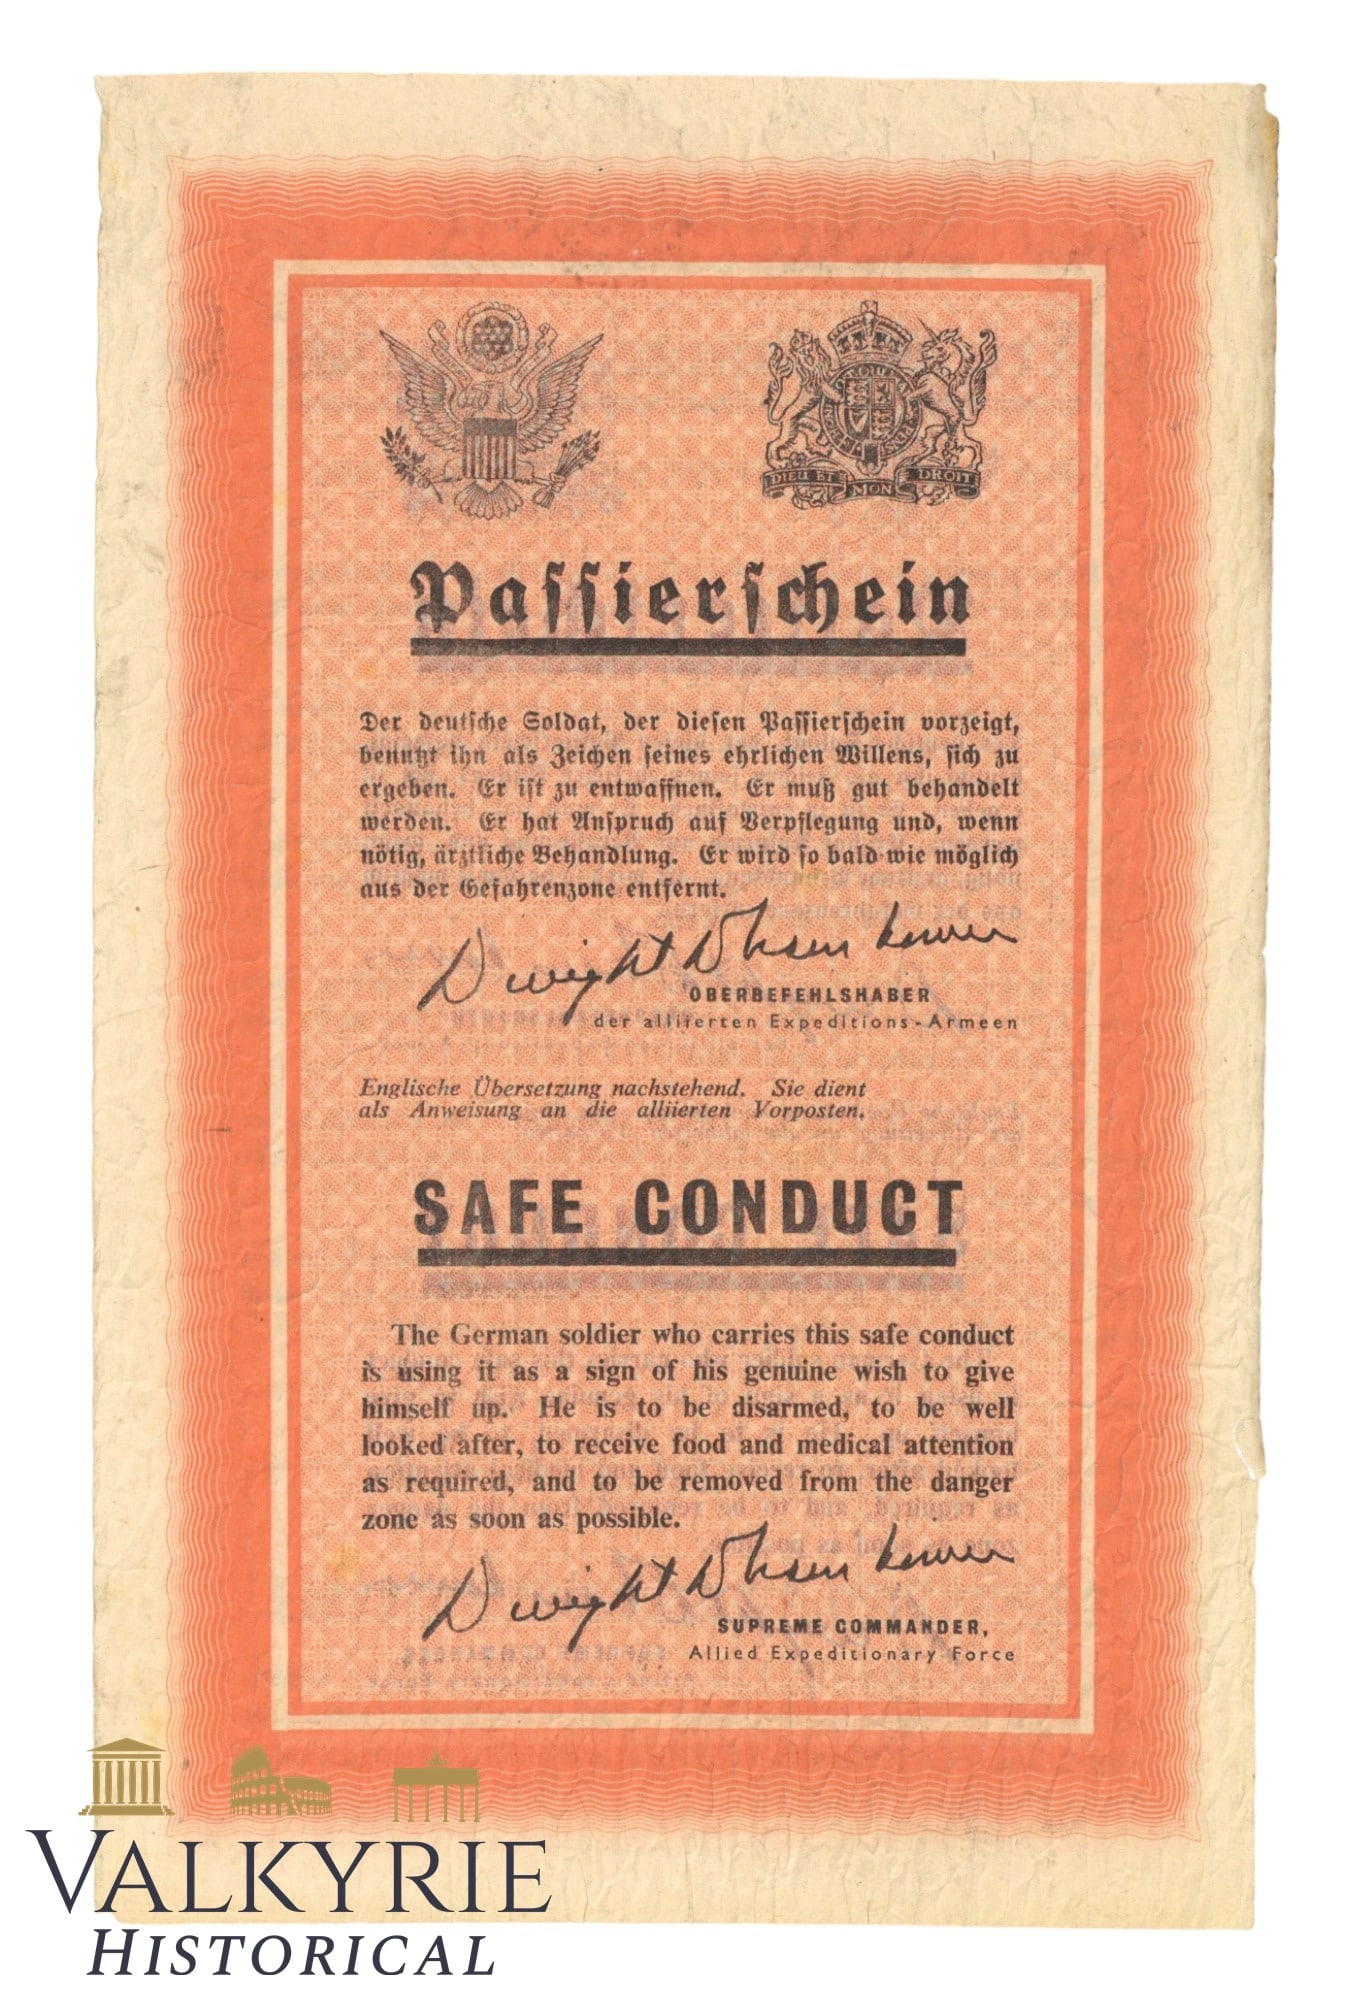 DIEU ET MON DROIT
Passierschein
Der deutsche Soldat, der diesen Passierschein vorzeigt,
benutzt ihn als Zeichen seines ehrlichen Willens, sich zu
ergeben. Er ist zu entwaffnen. Er muß gut behandelt
werden. Er hat Anspruch auf Verpflegung und, wenn
nötig, ärztliche Behandlung. Er wird so bald wie möglich
aus der Gefahrenzone entfernt.
Dwight D Eisenhower
OBERBEFEHLSHABER
der alliierten Expeditions-Armeen
Englische Übersetzung nachstehend. Sie dient
als Anweisung an die alliierten Vorposten.
SAFE CONDUCT
The German soldier who carries this safe conduct
is using it as a sign of his genuine wish to give
himself up. He is to be disarmed, to be well
looked after, to receive food and medical attention
as required, and to be removed from the danger
zone as soon as possible.
Dwight D Eisenhower
SUPREME COMMANDER,
Allied Expeditionary Force
VALKYRIE
HISTORICAL